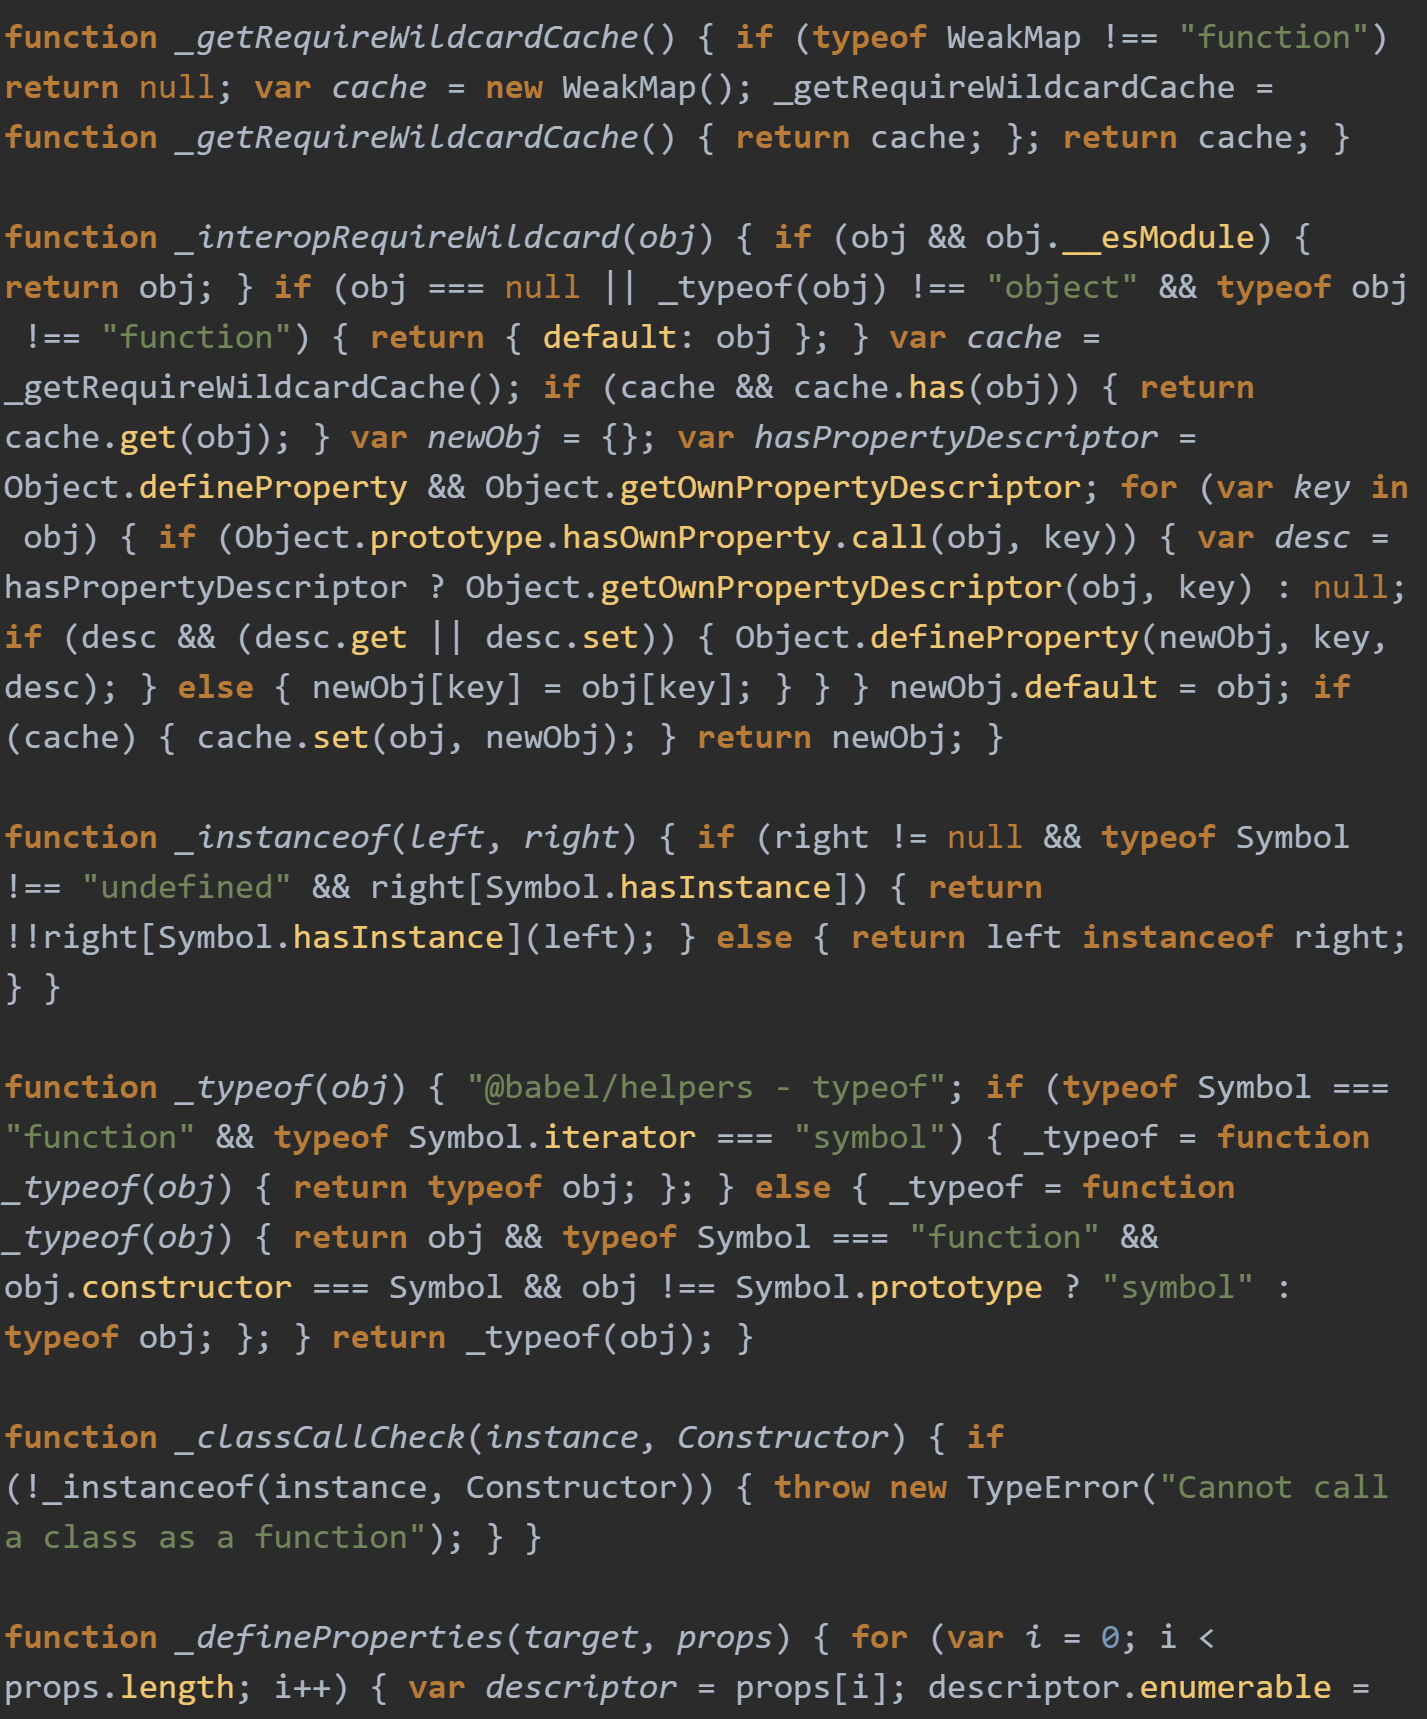 function _getRequireWildcardCache() { if (typeof WeakMap !== "function")
return null; var cache = new WeakMap(); _getRequireWildcardCache =
function _getRequireWildcardCache() { return cache; }; return cache; }
function _interopRequireWildcard(obj) { if (obj && obj.__esModule) {
return obj; } if (obj === null || _typeof(obj) !== "object" && typeof obj
!== "function") { return { default: obj }; } var cache =
_getRequireWildcardCache(); if (cache && cache.has(obj)) { return
cache.get(obj); } var newObj = {}; var hasPropertyDescriptor =
Object.defineProperty && Object.getOwnPropertyDescriptor; for (var key in
obj) { if (Object.prototype.hasOwnProperty.call(obj, key)) { var desc =
hasPropertyDescriptor ? Object.getOwnPropertyDescriptor(obj, key) : null;
if (desc && (desc.get || desc.set)) { Object.defineProperty(newObj, key,
desc); } else { newObj[key] = obj[key]; } } } newObj.default = obj; if
(cache) { cache.set(obj, newObj); } return newObj; }
function _instanceof(left, right) { if (right != null && typeof Symbol
!== "undefined" && right[Symbol.hasInstance]) { return
!!right[Symbol.hasInstance](left); } else { return left instanceof right;
} }
function _typeof(obj) { "@babel/helpers - typeof"; if (typeof Symbol ===
"function" && typeof Symbol.iterator === "symbol") { _typeof = function
_typeof(obj) { return typeof obj; }; } else { _typeof = function
_typeof(obj) { return obj && typeof Symbol === "function" &&
obj.constructor === Symbol && obj !== Symbol.prototype ? "symbol" :
typeof obj; }; } return _typeof(obj); }
function _classCallCheck(instance, Constructor) { if
(!_instanceof(instance, Constructor)) { throw new TypeError("Cannot call
a class as a function"); } }
function _defineProperties(target, props) { for (var i = 0; i <
props.length; i++) { var descriptor = props[i]; descriptor.enumerable =